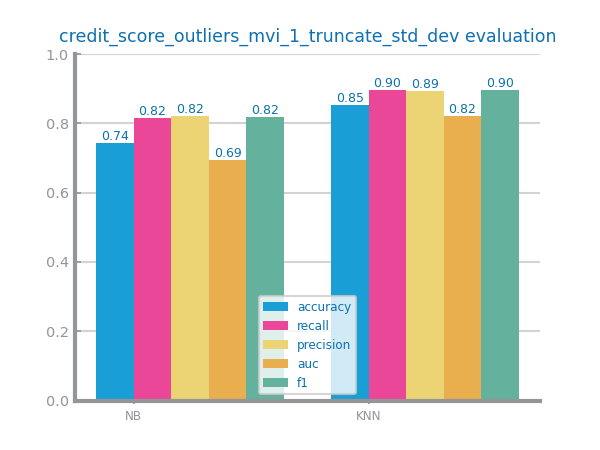 credit_score_outliers_mvi_1_truncate_std_dev evaluation
1.0
0.8
0.6
0.4
0.2
0.0
0.74
0.82
0.82
0.69
0.82
0.85
0.90
0.89
0.82
0.90
accuracy
recall
precision
auc
f1
NB
KNN